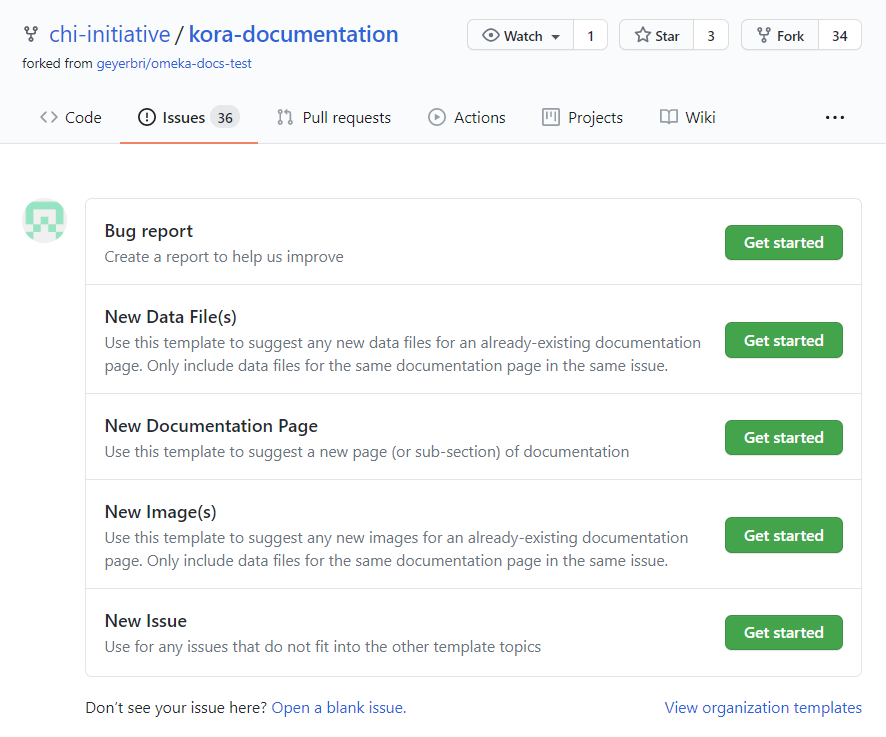 chi-initiative / kora-documentation
Watch 1 Star 3 Fork 34
forked from geyerbri/omeka-docs-test
Code Issues 36 Pull requests Actions Projects Wiki ...
Bug report
Create a report to help us improve
Get started
New Data File(s)
Use this template to suggest any new data files for an already-existing documentation
page. Only include data files for the same documentation page in the same issue.
Get started
New Documentation Page
Use this template to suggest a new page (or sub-section) of documentation
Get started
New Image(s)
Use this template to suggest any new images for an already-existing documentation
page. Only include data files for the same documentation page in the same issue.
Get started
New Issue
Use for any issues that do not fit into the other template topics
Get started
Don’t see your issue here? Open a blank issue.
View organization templates